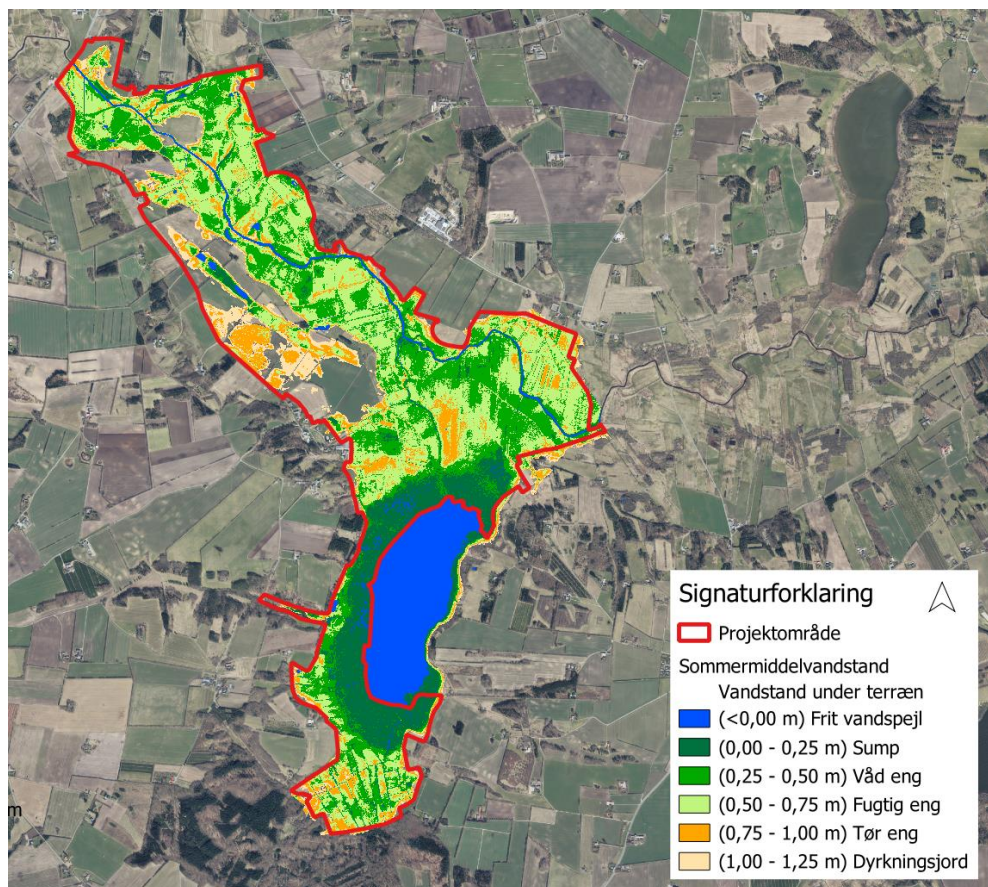 m
Signaturforklaring
Projektområde
Sommermiddelvandstand
Vandstand under terræn
(<0,00 m) Frit vandspejl
(0,00 - 0,25 m) Sump
(0,25 - 0,50 m) Våd eng
(0,50 - 0,75 m) Fugtig eng
(0,75 - 1,00 m) Tør eng
(1,00 - 1,25 m) Dyrkningsjord